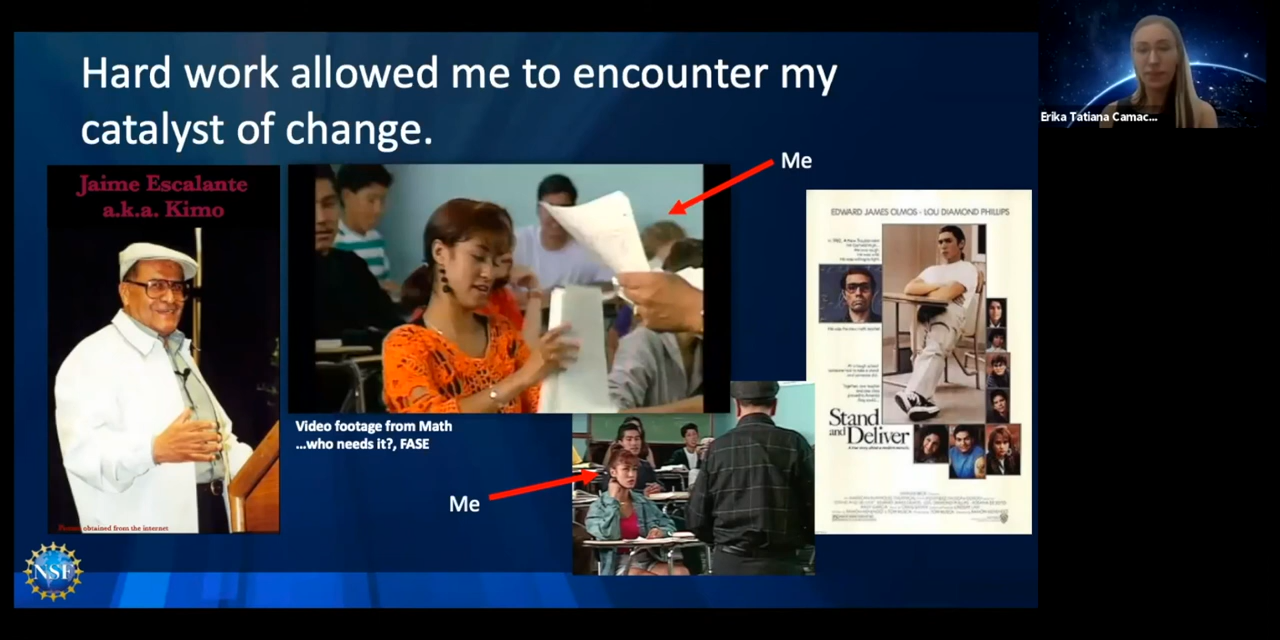 Hard work allowed me to encounter my
catalyst of change.
Erika Tatiana Camac...
Me
Jaime Escalante
a.k.a. Kimo
EDWARD JAMES OLMOS · LOU DIAMOND PHILLIPS
Stand
and Deliver
Video footage from Math
...who needs it?, FASE
Me
obtained from the internet
NSF